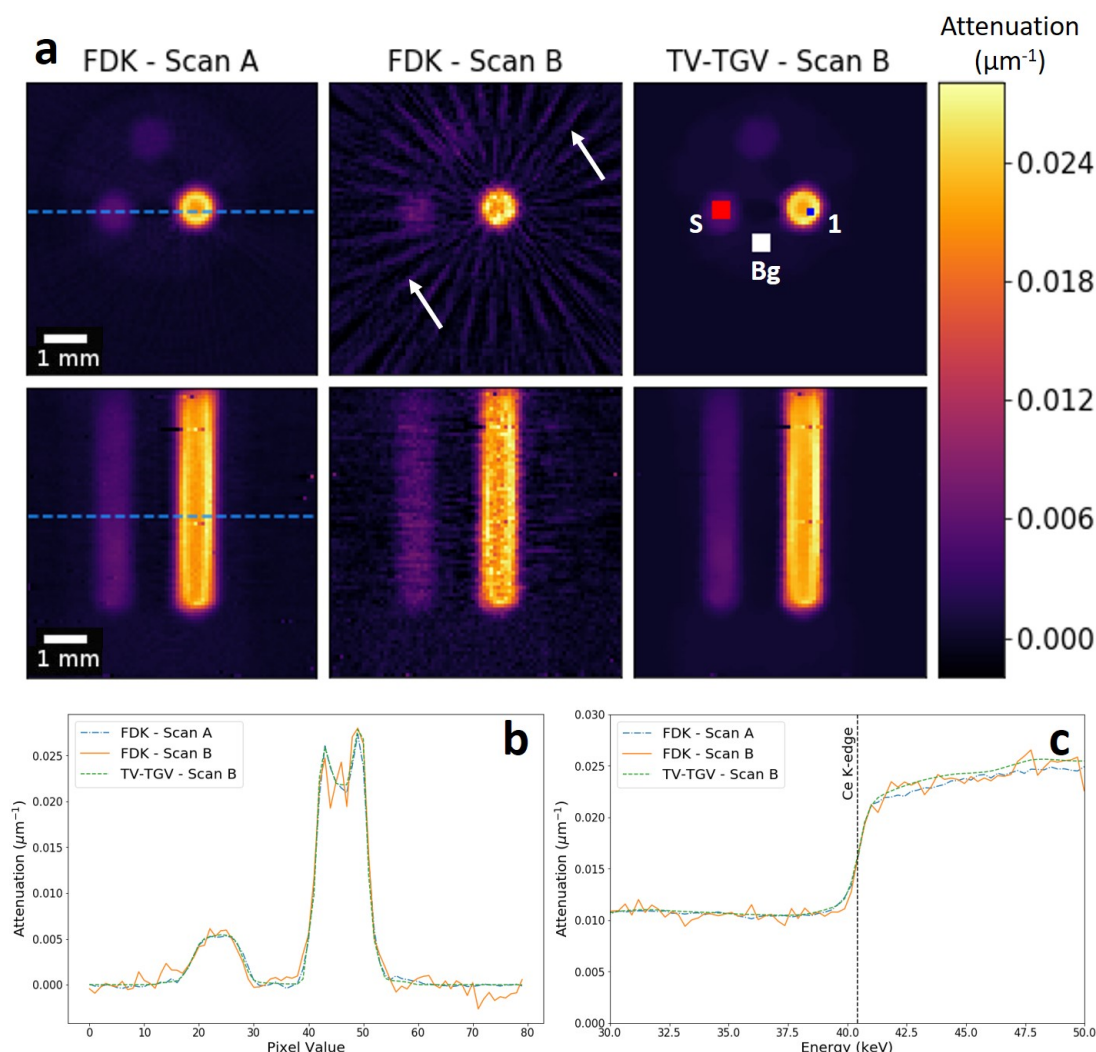 a
FDK - Scan A
FDK - Scan B
TV-TGV - Scan B
Attenuation
(µm⁻¹)
S
1
Bg
1 mm
1 mm
0.024
0.018
0.012
0.006
0.000
b
FDK - Scan A
FDK - Scan B
TV-TGV - Scan B
Attenuation (µm⁻¹)
0.025
0.020
0.015
0.010
0.005
0.000
0 10 20 30 40 50 60 70 80
Pixel Value
c
FDK - Scan A
FDK - Scan B
TV-TGV - Scan B
Ce K-edge
Attenuation (µm⁻¹)
0.030
0.025
0.020
0.015
0.010
0.005
0.000
30.0 32.5 35.0 37.5 40.0 42.5 45.0 47.5 50.0
Energy (keV)